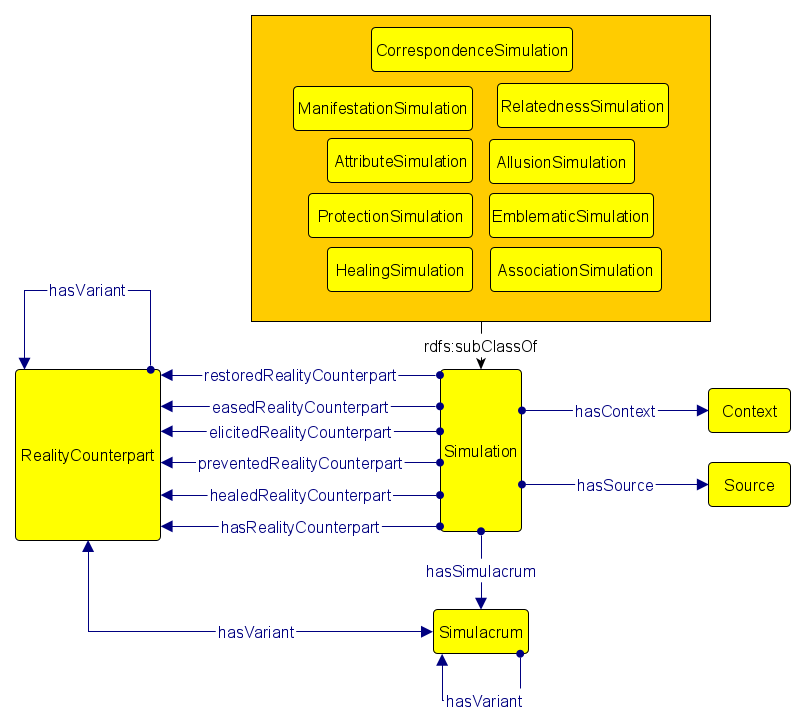 CorrespondenceSimulation
ManifestationSimulation
RelatednessSimulation
AttributeSimulation
AllusionSimulation
ProtectionSimulation
EmblematicSimulation
HealingSimulation
AssociationSimulation
hasVariant
rdfs:subClassOf
restoredRealityCounterpart
easedRealityCounterpart
elicitedRealityCounterpart
preventedRealityCounterpart
healedRealityCounterpart
hasRealityCounterpart
RealityCounterpart
Simulation
hasContext
Context
hasSource
Source
hasSimulacrum
hasVariant
Simulacrum
hasVariant